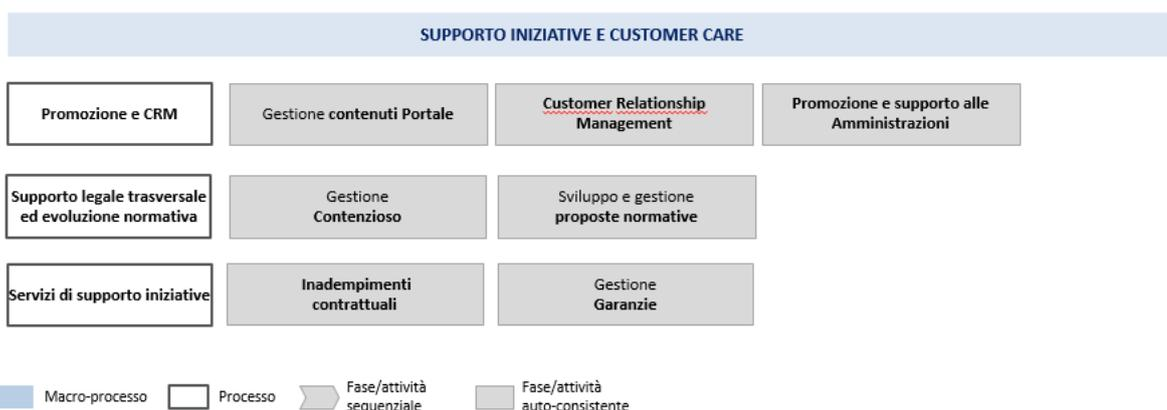 SUPPORTO INIZIATIVE E CUSTOMER CARE
Promozione e CRM
Gestione contenuti Portale
Customer Relationship
Management
Promozione e supporto alle
Amministrazioni
Supporto legale trasversale
ed evoluzione normativa
Gestione
Contenzioso
Sviluppo e gestione
proposte normative
Servizi di supporto iniziative
Inadempimenti
contrattuali
Gestione
Garanzie
Macro-processo
Processo
Fase/attività
sequenziale
Fase/attività
auto-consistente